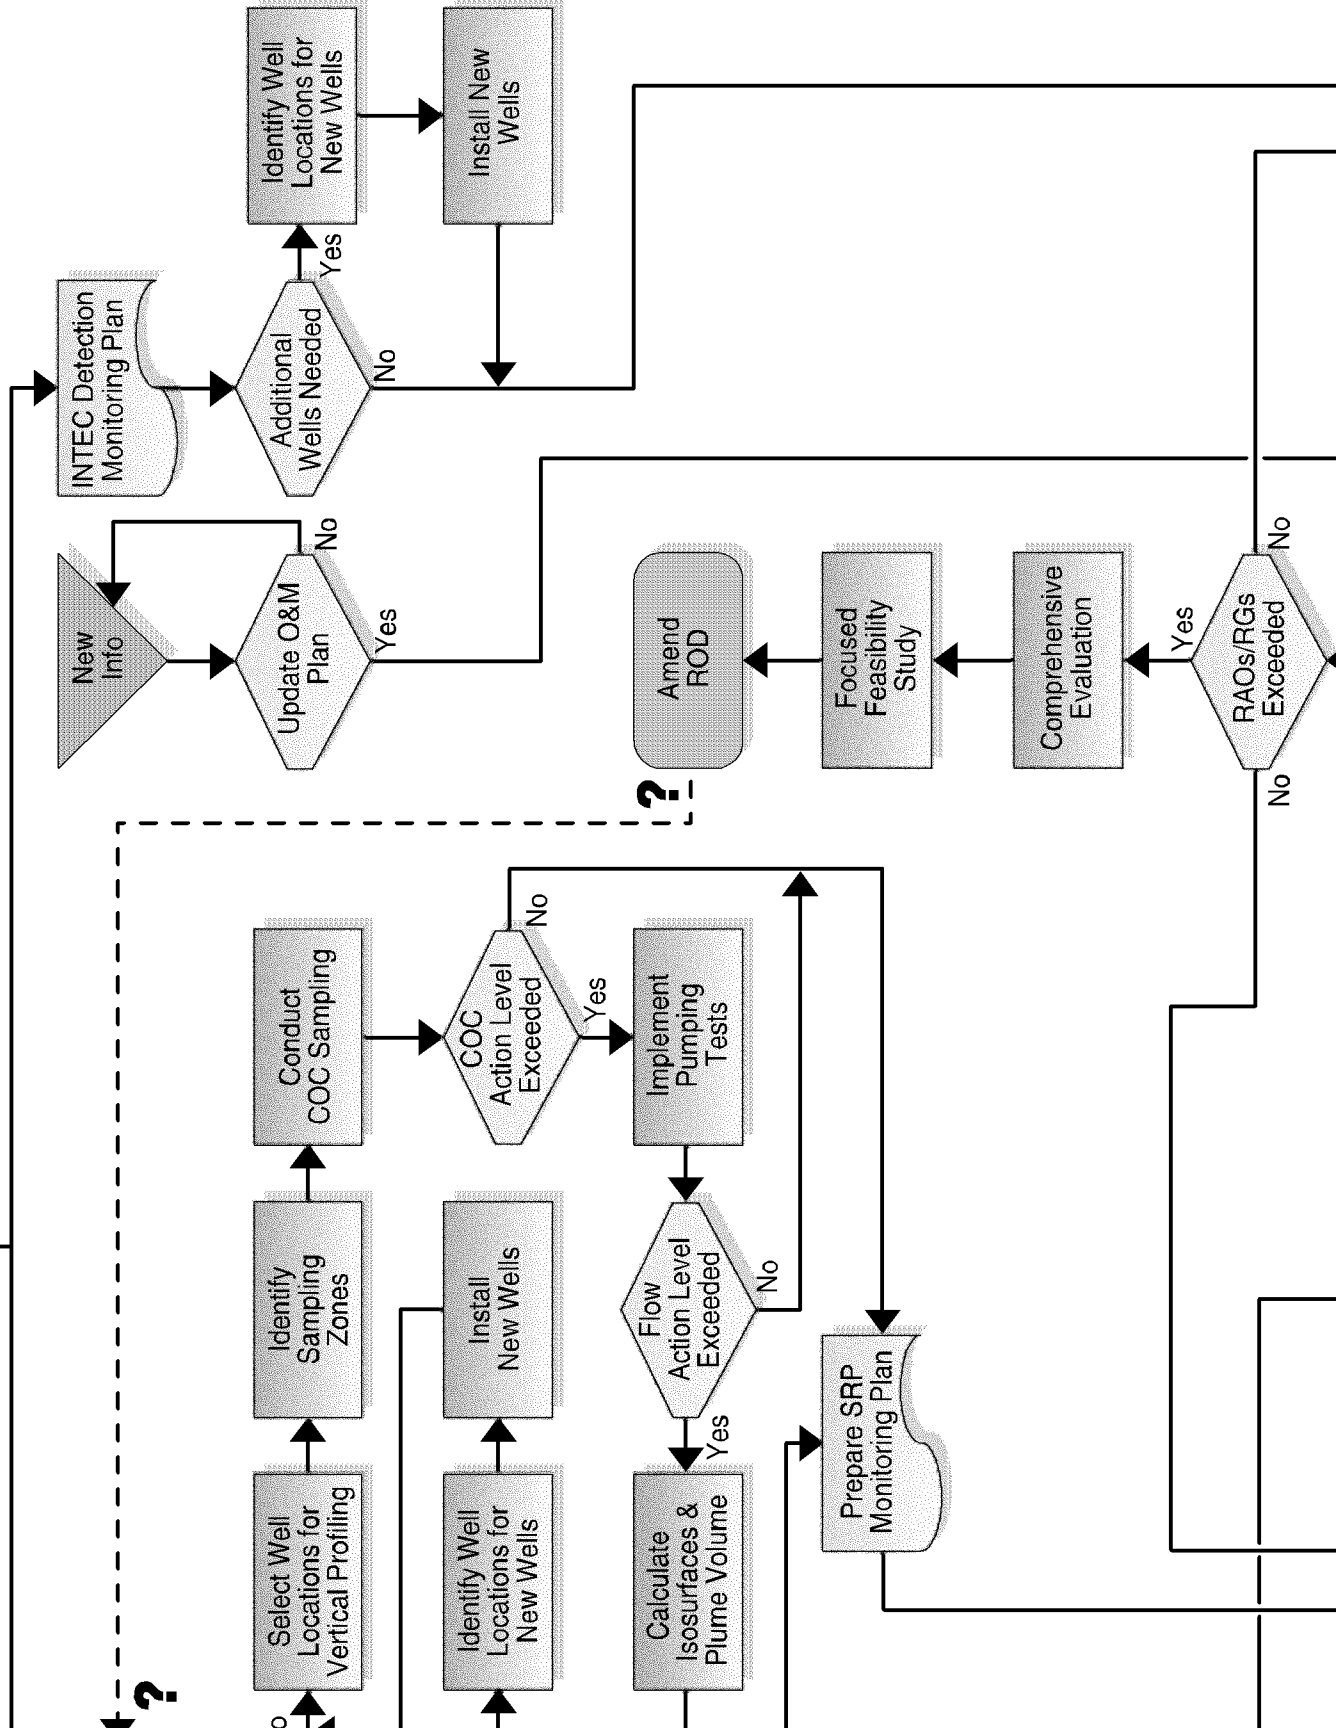 INTEC Detection
Monitoring Plan
Additional
Wells Needed
Yes
No
Identify Well
Locations for
New Wells
Install New
Wells
New
Info
Update O&M
Plan
No
Yes
Amend
ROD
?
Focused
Feasibility
Study
Comprehensive
Evaluation
Yes
RAOs/RGs
Exceeded
No
No
Select Well
Locations for
Vertical Profiling
Identify
Sampling
Zones
Conduct
COC Sampling
COC
Action Level
Exceeded
No
Yes
Implement
Pumping
Tests
Flow
Action Level
Exceeded
No
Yes
Calculate
Isosurfaces &
Plume Volume
Identify Well
Locations for
New Wells
Install
New Wells
Prepare SRP
Monitoring Plan
?